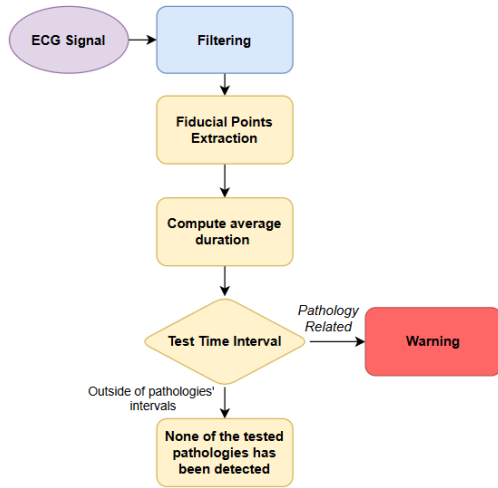 ECG Signal
Filtering
Fiducial Points
Extraction
Compute average
duration
Test Time Interval
Pathology
Related
Warning
Outside of pathologies'
intervals
None of the tested
pathologies has
been detected